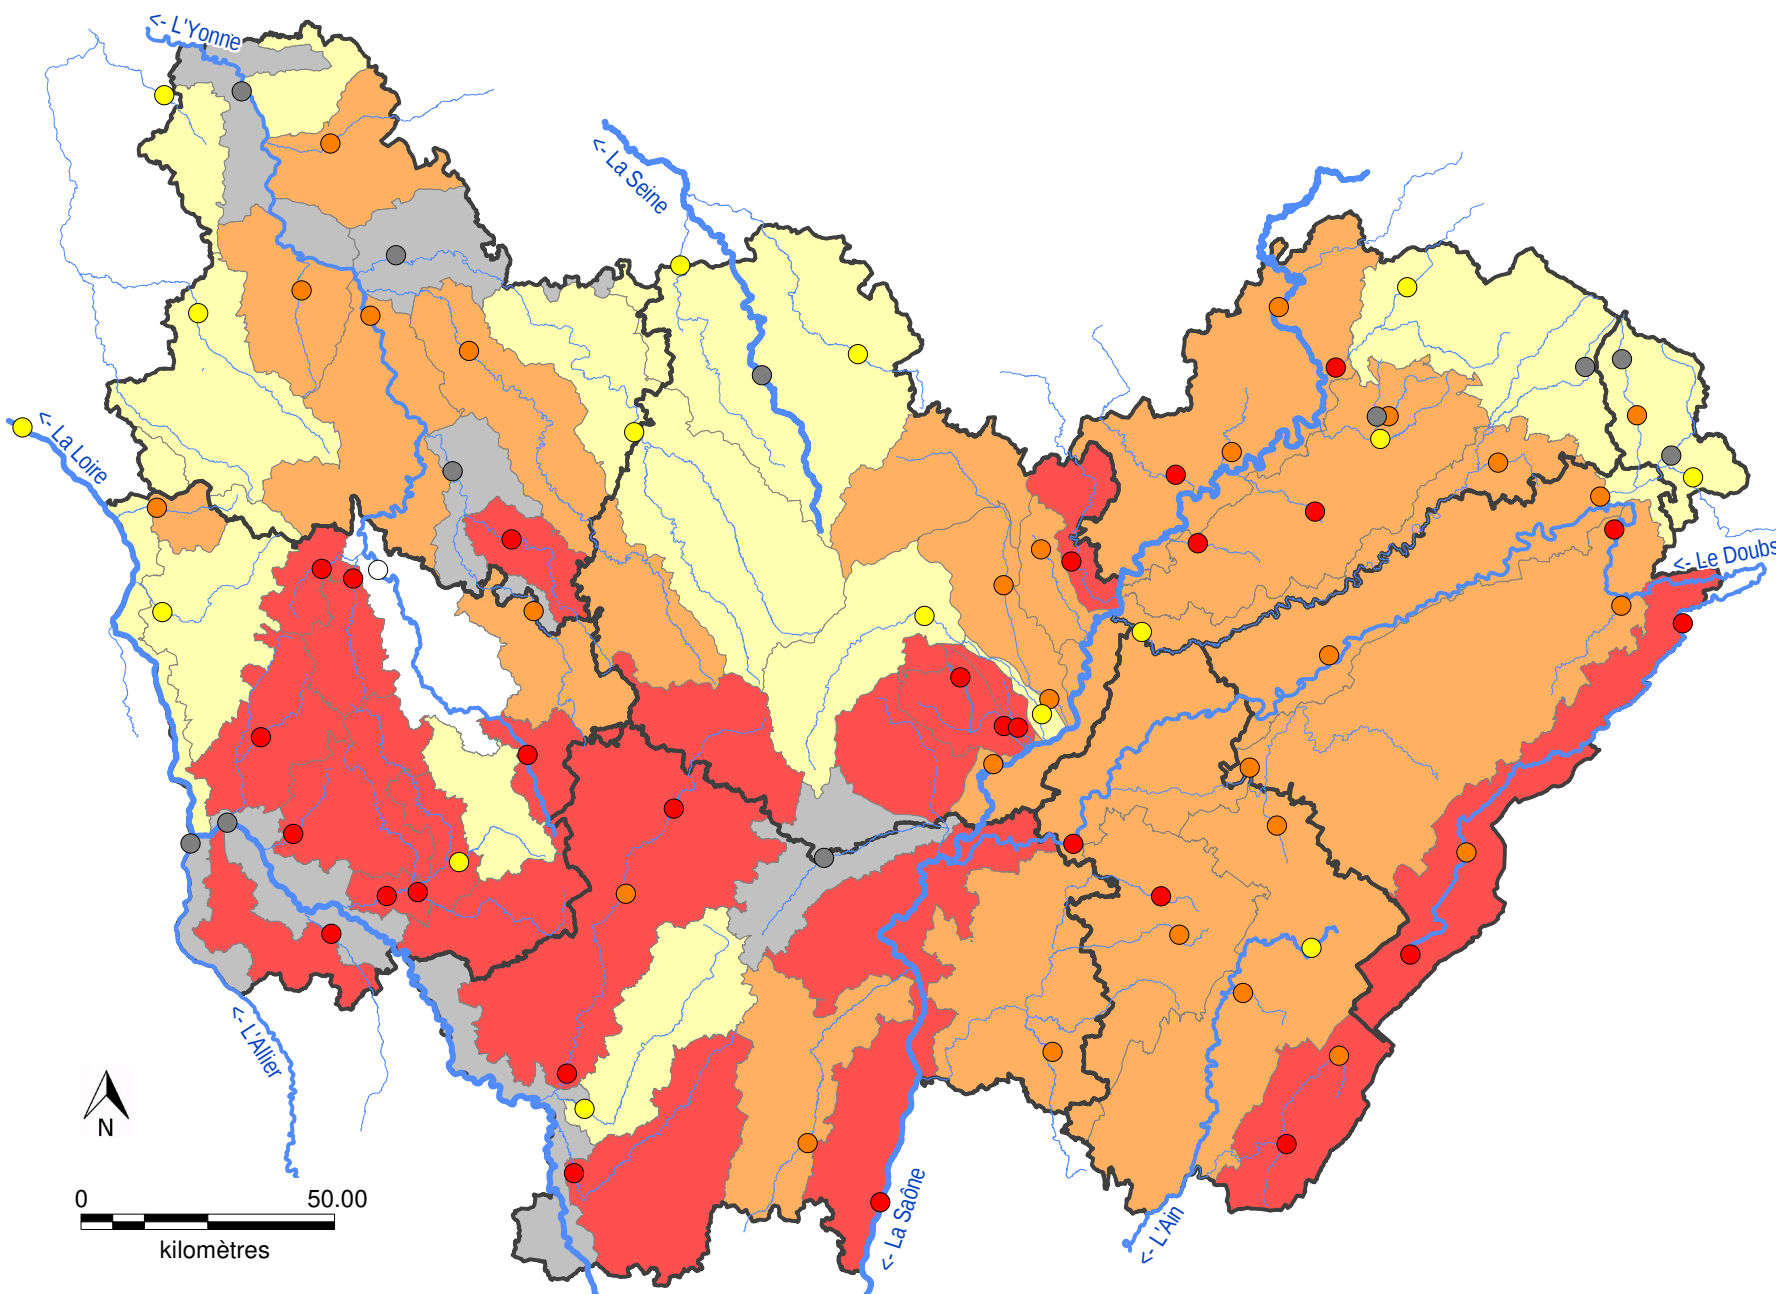 <- L'Yonne
<- La Seine
<- La Loire
<- Le Doubs
<- L'Allier
N
0 50.00
kilomètres
<- La Saône
<- L'Ain